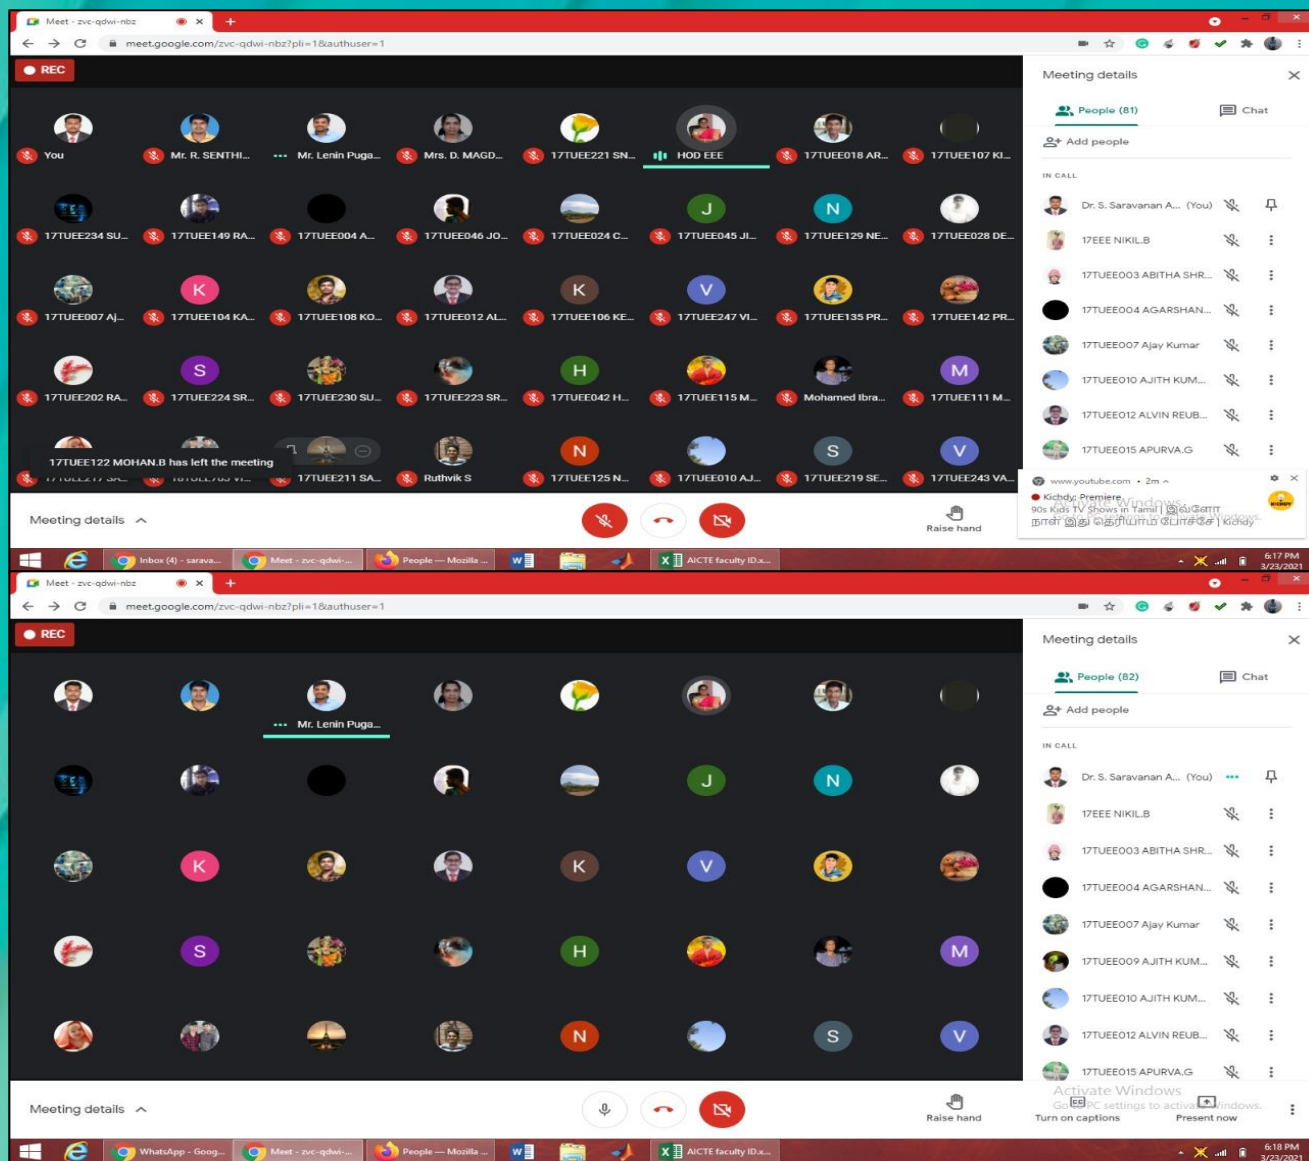 Meet - zvc-qdwi-nbz
meet.google.com/zvc-qdwi-nbz?pli=1&authuser=1
REC
You
Mr. R. SENTHI...
Mr. Lenin Puga...
Mrs. D. MAGD...
17TUEE221 SN...
HOD EEE
17TUEE018 AR...
17TUEE107 KI...
J
N
17TUEE234 SU...
17TUEE149 RA...
17TUEE004 A...
17TUEE046 JO...
17TUEE024 C...
17TUEE045 JI...
17TUEE129 NE...
17TUEE028 DE...
K
K
V
17TUEE007 Aj...
17TUEE104 KA...
17TUEE108 KO...
17TUEE012 AL...
17TUEE106 KE...
17TUEE247 VI...
17TUEE135 PR...
17TUEE142 PR...
S
H
M
17TUEE202 RA...
17TUEE224 SR...
17TUEE230 SU...
17TUEE223 SR...
17TUEE042 H...
17TUEE115 M...
Mohamed Ibra...
17TUEE111 M...
N
S
V
17TUEE122 MOHAN.B has left the meeting
17TUEE211 SA...
Ruthvik S
17TUEE125 N...
17TUEE010 AJ...
17TUEE219 SE...
17TUEE243 VA...
Meeting details
People (81)
Chat
Add people
IN CALL
Dr. S. Saravanan A... (You)
17EEE NIKIL.B
17TUEE003 ABITHA SHR...
17TUEE004 AGARSHAN...
17TUEE007 Ajay Kumar
17TUEE010 AJITH KUM...
17TUEE012 ALVIN REUB...
17TUEE015 APURVA.G
www.youtube.com • 2m
Kichdy: Premiere
90s Kids TV Shows in Tamil | இவ்ளோ
நாள் இது தெரியாம போச்சே | Kichdy
Activate Windows
Meeting details
Raise hand
Inbox (4) - sarava...
Meet - zvc-qdwi-...
People — Mozilla ...
AICTE faculty ID.x...
6:17 PM
3/23/2021
Meet - zvc-qdwi-nbz
meet.google.com/zvc-qdwi-nbz?pli=1&authuser=1
REC
Mr. Lenin Puga...
J
N
K
K
V
S
H
M
N
S
V
Meeting details
People (82)
Chat
Add people
IN CALL
Dr. S. Saravanan A... (You)
17EEE NIKIL.B
17TUEE003 ABITHA SHR...
17TUEE004 AGARSHAN...
17TUEE007 Ajay Kumar
17TUEE009 AJITH KUM...
17TUEE010 AJITH KUM...
17TUEE012 ALVIN REUB...
17TUEE015 APURVA.G
Activate Windows
Go to PC settings to activate Windows.
Meeting details
Raise hand
Turn on captions
Present now
WhatsApp - Goog...
Meet - zvc-qdwi-...
People — Mozilla ...
AICTE faculty ID.x...
6:18 PM
3/23/2021